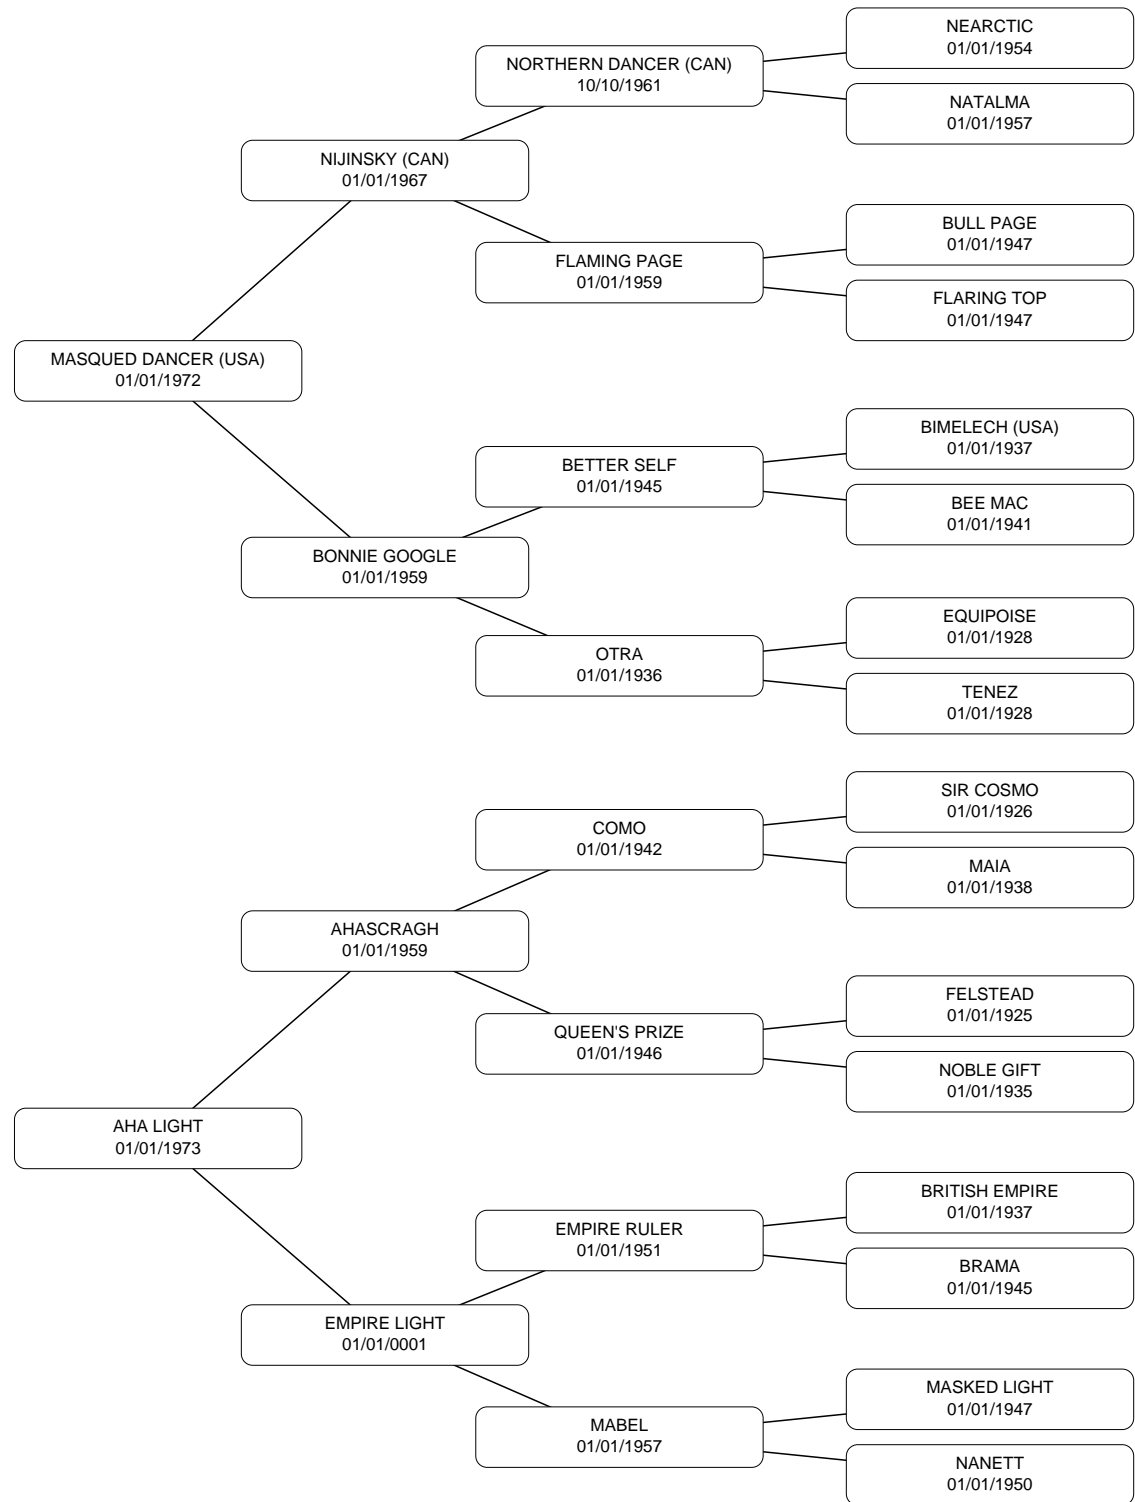 NEARCTIC
01/01/1954
NORTHERN DANCER (CAN)
10/10/1961
NATALMA
01/01/1957
NIJINSKY (CAN)
01/01/1967
BULL PAGE
01/01/1947
FLAMING PAGE
01/01/1959
FLARING TOP
01/01/1947
MASQUED DANCER (USA)
01/01/1972
BIMELECH (USA)
01/01/1937
BETTER SELF
01/01/1945
BEE MAC
01/01/1941
BONNIE GOOGLE
01/01/1959
EQUIPOISE
01/01/1928
OTRA
01/01/1936
TENEZ
01/01/1928
SIR COSMO
01/01/1926
COMO
01/01/1942
MAIA
01/01/1938
AHASCRAGH
01/01/1959
FELSTEAD
01/01/1925
QUEEN'S PRIZE
01/01/1946
NOBLE GIFT
01/01/1935
AHA LIGHT
01/01/1973
BRITISH EMPIRE
01/01/1937
EMPIRE RULER
01/01/1951
BRAMA
01/01/1945
EMPIRE LIGHT
01/01/0001
MASKED LIGHT
01/01/1947
MABEL
01/01/1957
NANETT
01/01/1950